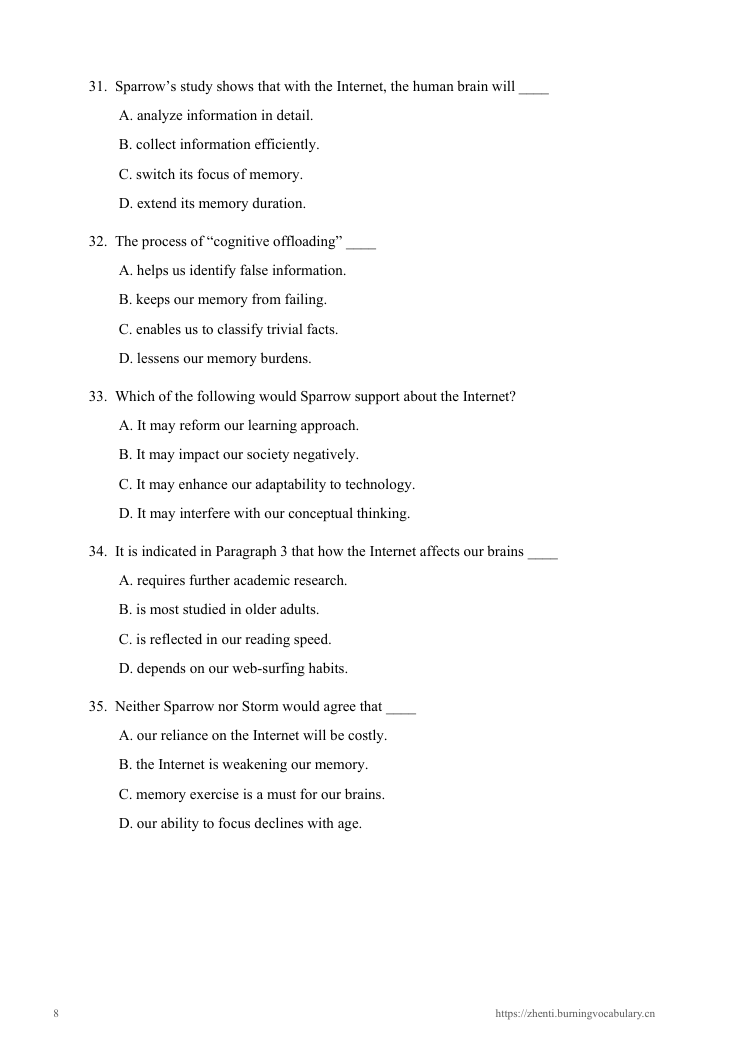 31. Sparrow’s study shows that with the Internet, the human brain will ____
A. analyze information in detail.
B. collect information efficiently.
C. switch its focus of memory.
D. extend its memory duration.
32. The process of “cognitive offloading” ____
A. helps us identify false information.
B. keeps our memory from failing.
C. enables us to classify trivial facts.
D. lessens our memory burdens.
33. Which of the following would Sparrow support about the Internet?
A. It may reform our learning approach.
B. It may impact our society negatively.
C. It may enhance our adaptability to technology.
D. It may interfere with our conceptual thinking.
34. It is indicated in Paragraph 3 that how the Internet affects our brains ____
A. requires further academic research.
B. is most studied in older adults.
C. is reflected in our reading speed.
D. depends on our web-surfing habits.
35. Neither Sparrow nor Storm would agree that ____
A. our reliance on the Internet will be costly.
B. the Internet is weakening our memory.
C. memory exercise is a must for our brains.
D. our ability to focus declines with age.
8 https://zhenti.burningvocabulary.cn